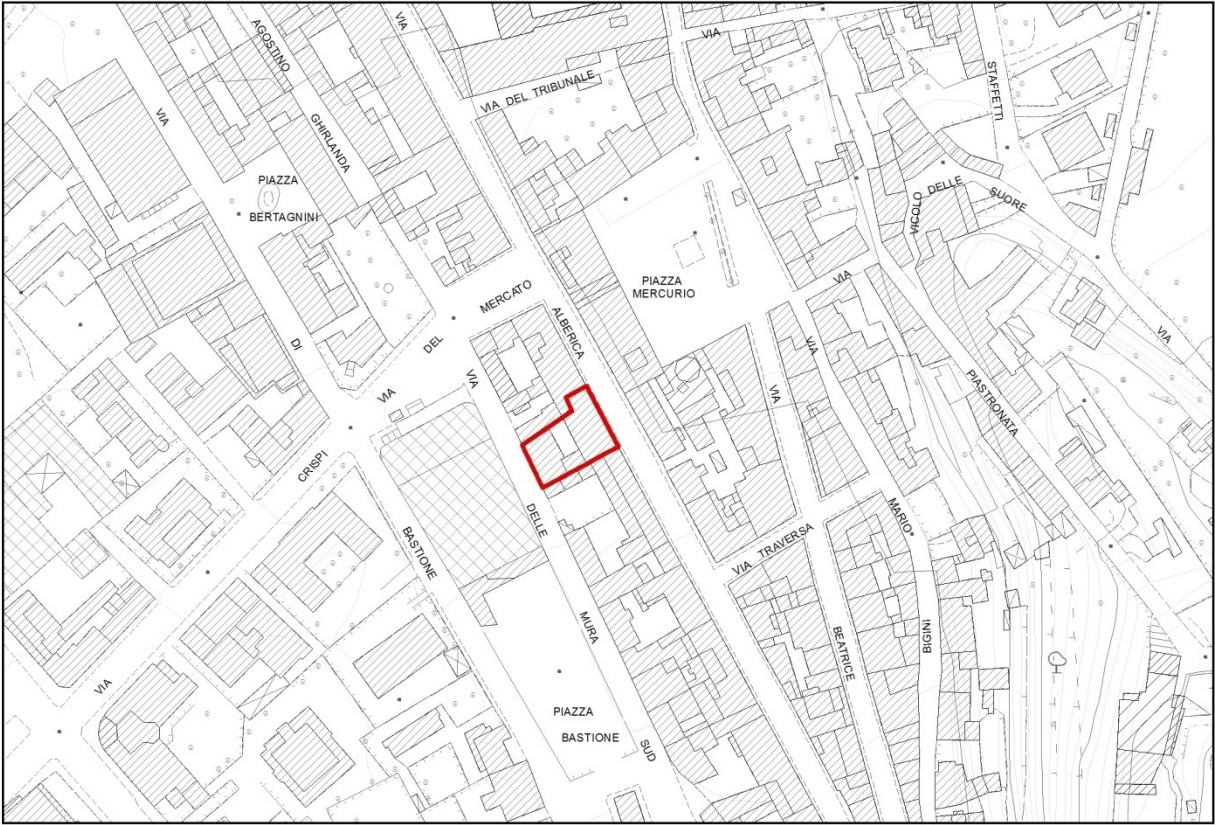 VIA
AGOSTINO
GHIRLANDA
VIA
VIA
VIA DEL TRIBUNALE
VIA
STAFFETTI
PIAZZA
BERTAGNINI
VICOLO
DELLE
SUORE
DI
VIA
DEL
MERCATO
ALBERICA
PIAZZA
MERCURIO
VIA
VIA
VIA
VIA
VIA
PIASTRONATA
CRISPI
VIA
BASTIONE
DELLE
MURA
SUD
VIA TRAVERSA
MARIO
BIGINI
BEATRICE
PIAZZA
BASTIONE